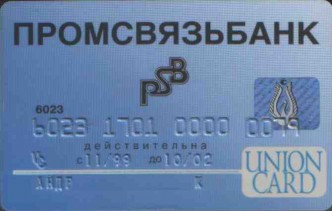 ПРОМСВЯЗЬБАНК
PSB
6023
6023 1701 0000 0079
действительна
с 11/99 до 10/02
UNION
CARD